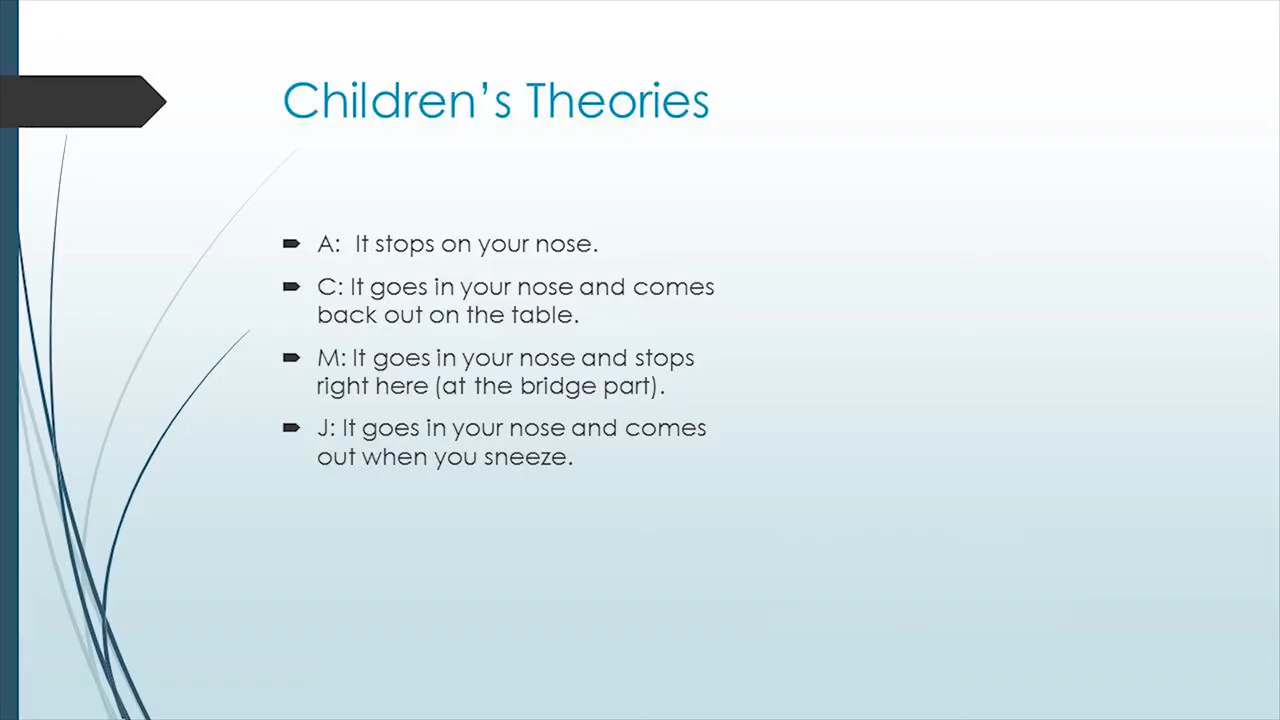 Children's Theories
A:  It stops on your nose.
C: It goes in your nose and comes
back out on the table.
M: It goes in your nose and stops
right here (at the bridge part).
J: It goes in your nose and comes
out when you sneeze.